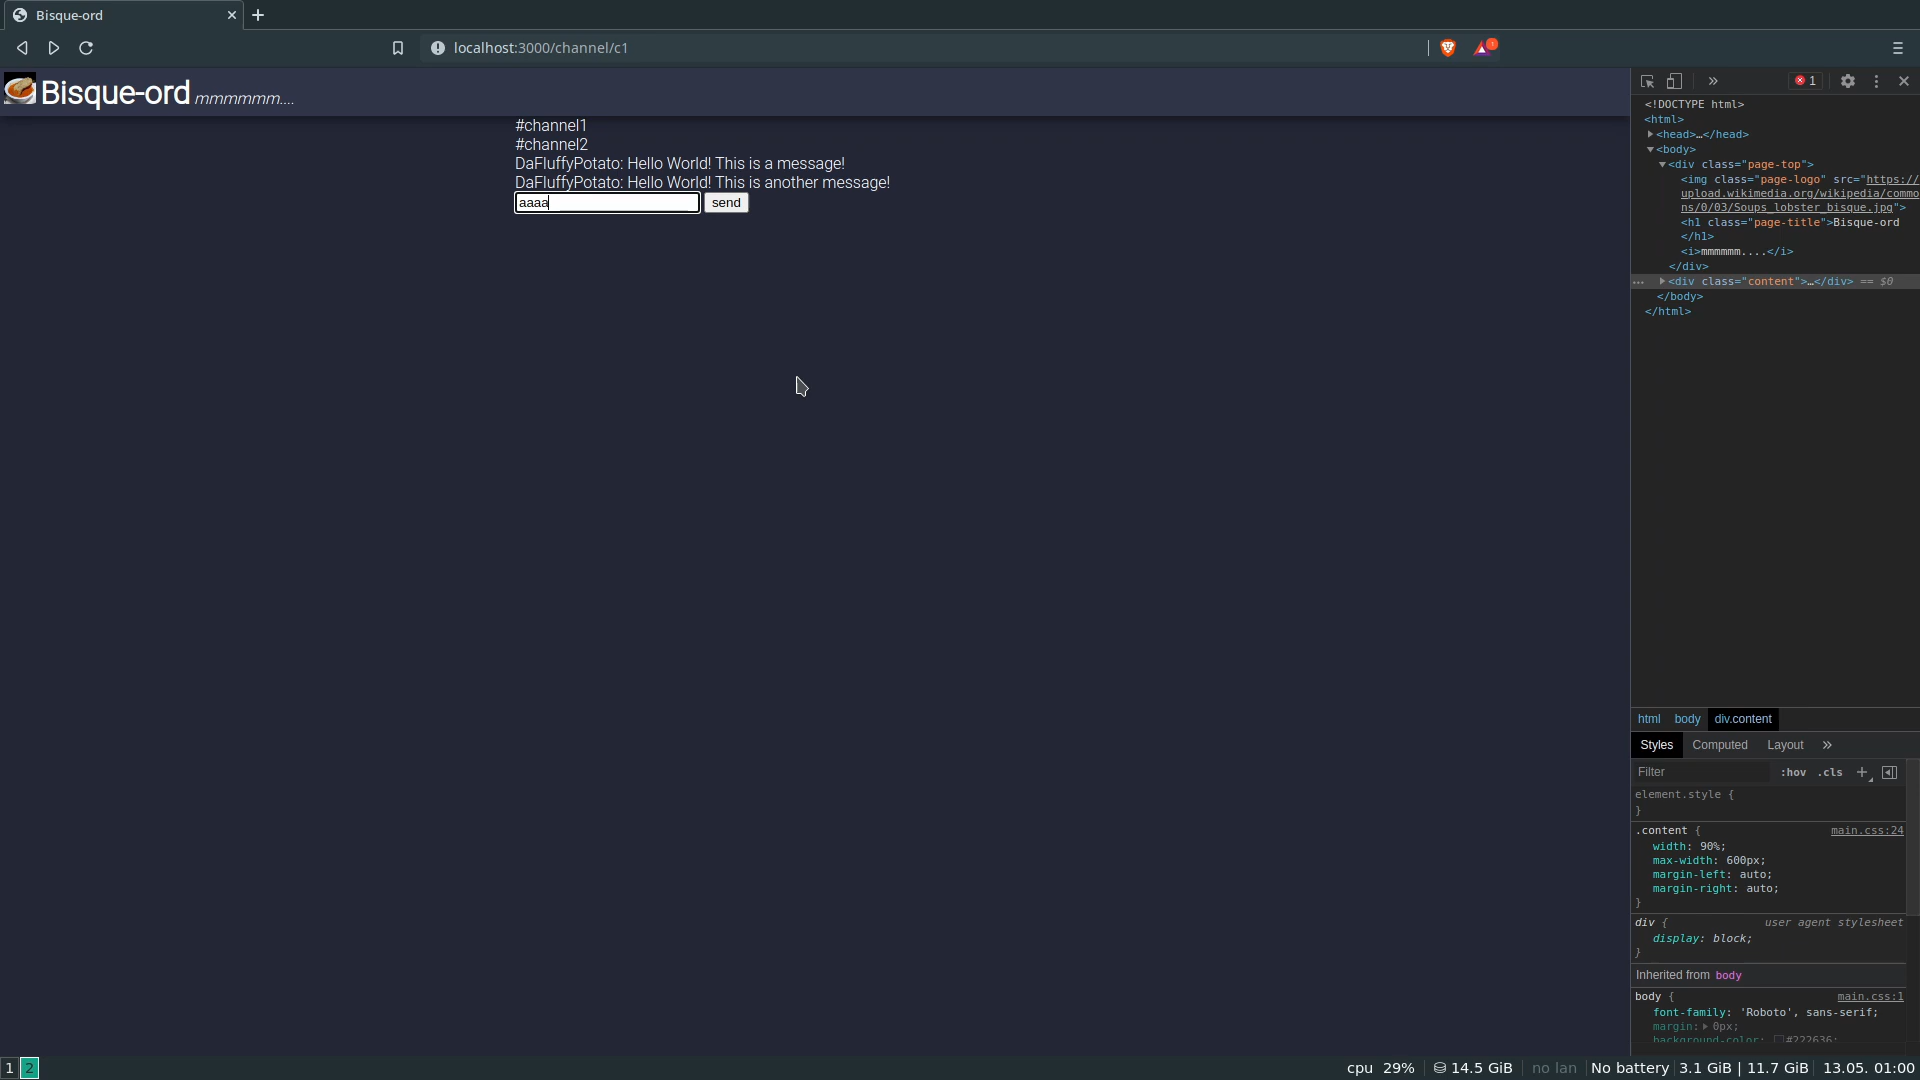 Bisque-ord
localhost:3000/channel/c1
Bisque-ord mmmmmm....
#channel1
#channel2
DaFluffyPotato: Hello World! This is a message!
DaFluffyPotato: Hello World! This is another message!
aaaa send
1
<!DOCTYPE html>
<html>
<head>…</head>
<body>
<div class="page-top">
<img class="page-logo" src="https://
upload.wikimedia.org/wikipedia/commo
ns/0/03/Soups_lobster_bisque.jpg">
<h1 class="page-title">Bisque-ord
</h1>
<i>mmmmmm....</i>
</div>
<div class="content">…</div> == $0
</body>
</html>
html body div.content
Styles Computed Layout »
Filter :hov .cls +
element.style {
}
.content { main.css:24
width: 90%;
max-width: 600px;
margin-left: auto;
margin-right: auto;
}
div { user agent stylesheet
display: block;
}
Inherited from body
body { main.css:1
font-family: 'Roboto', sans-serif;
margin: 0px;
background-color: #222636;
1 2 cpu 29% 14.5 GiB no lan No battery 3.1 GiB | 11.7 GiB 13.05. 01:00